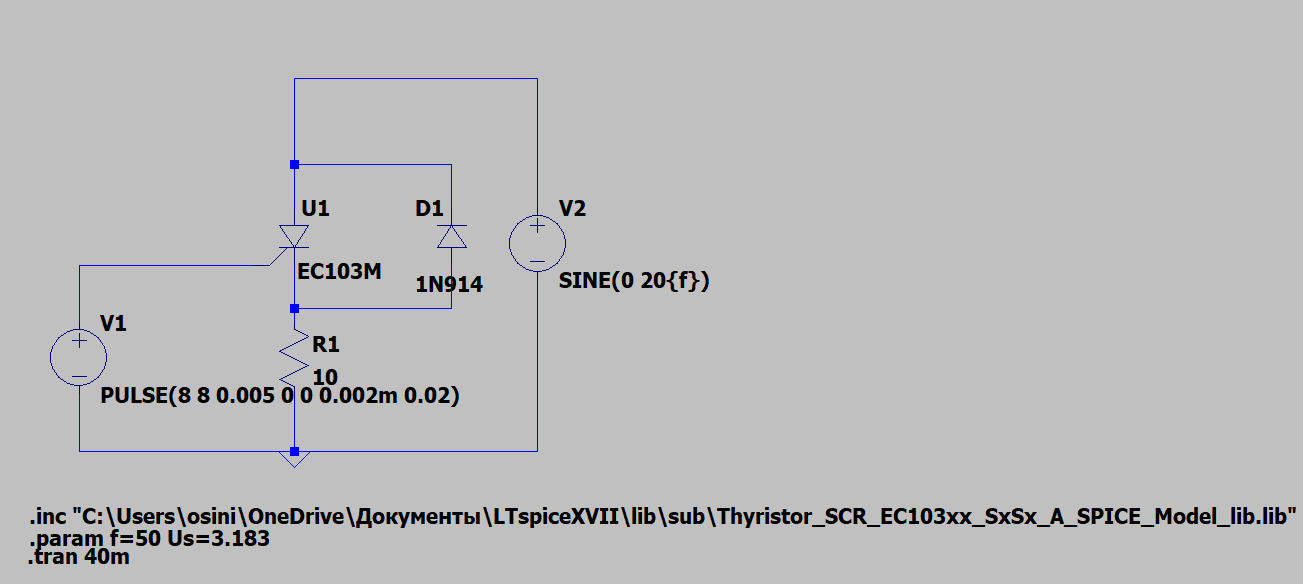 U1
D1
V2
EC103M
1N914
SINE(0 20{f})
V1
R1
10
PULSE(8 8 0.005 0 0 0.002m 0.02)
.inc "C:\Users\osini\OneDrive\Документы\LTspiceXVII\lib\sub\Thyristor_SCR_EC103xx_SxSx_A_SPICE_Model_lib.lib"
.param f=50 Us=3.183
.tran 40m